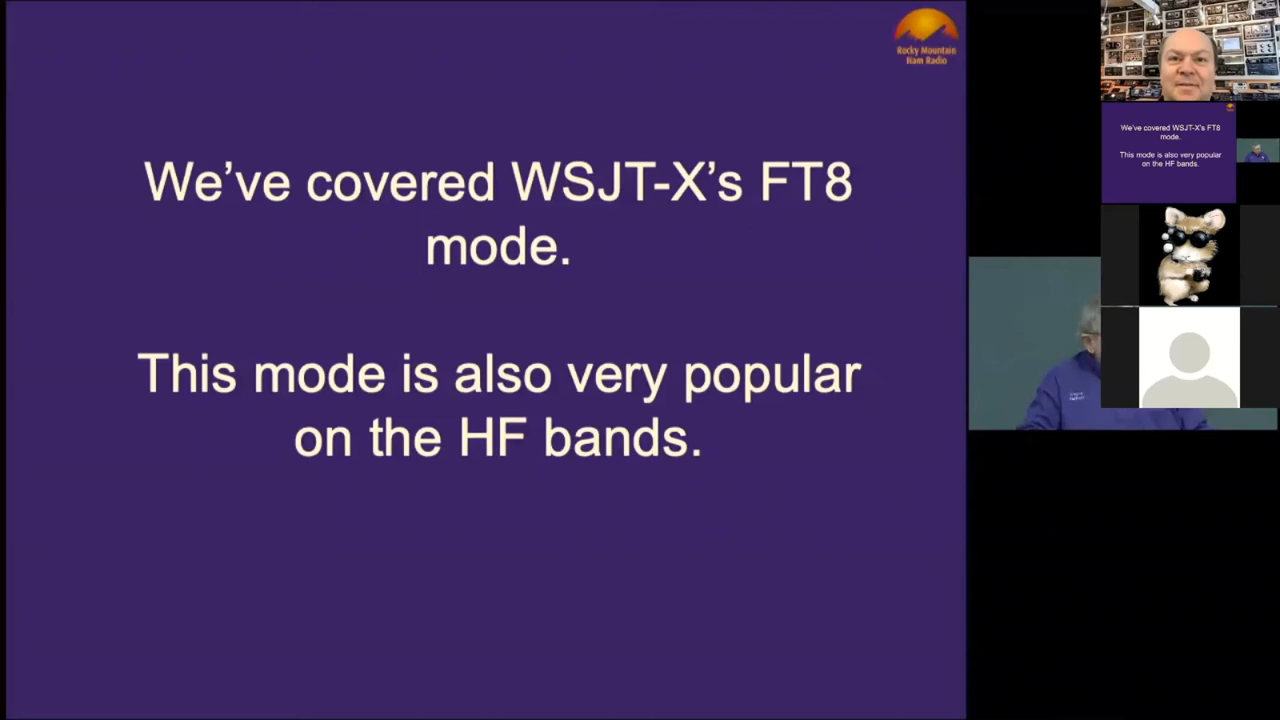 Rocky Mountain
Ham Radio
We've covered WSJT-X's FT8
mode.
This mode is also very popular
on the HF bands.
We've covered WSJT-X's FT8
mode.
This mode is also very popular
on the HF bands.